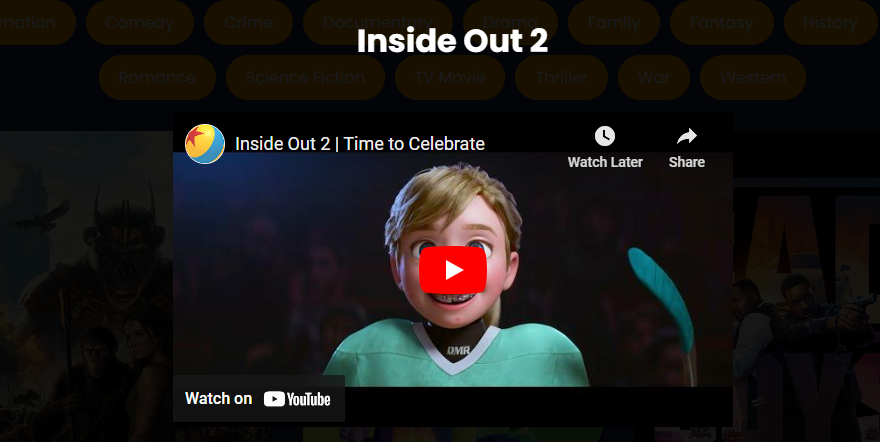 mation Comedy Crime Documentary Drama Family Fantasy History
Inside Out 2
Romance Science Fiction TV Movie Thriller War Western
Inside Out 2 | Time to Celebrate
Watch Later Share
DMR
Watch on YouTube